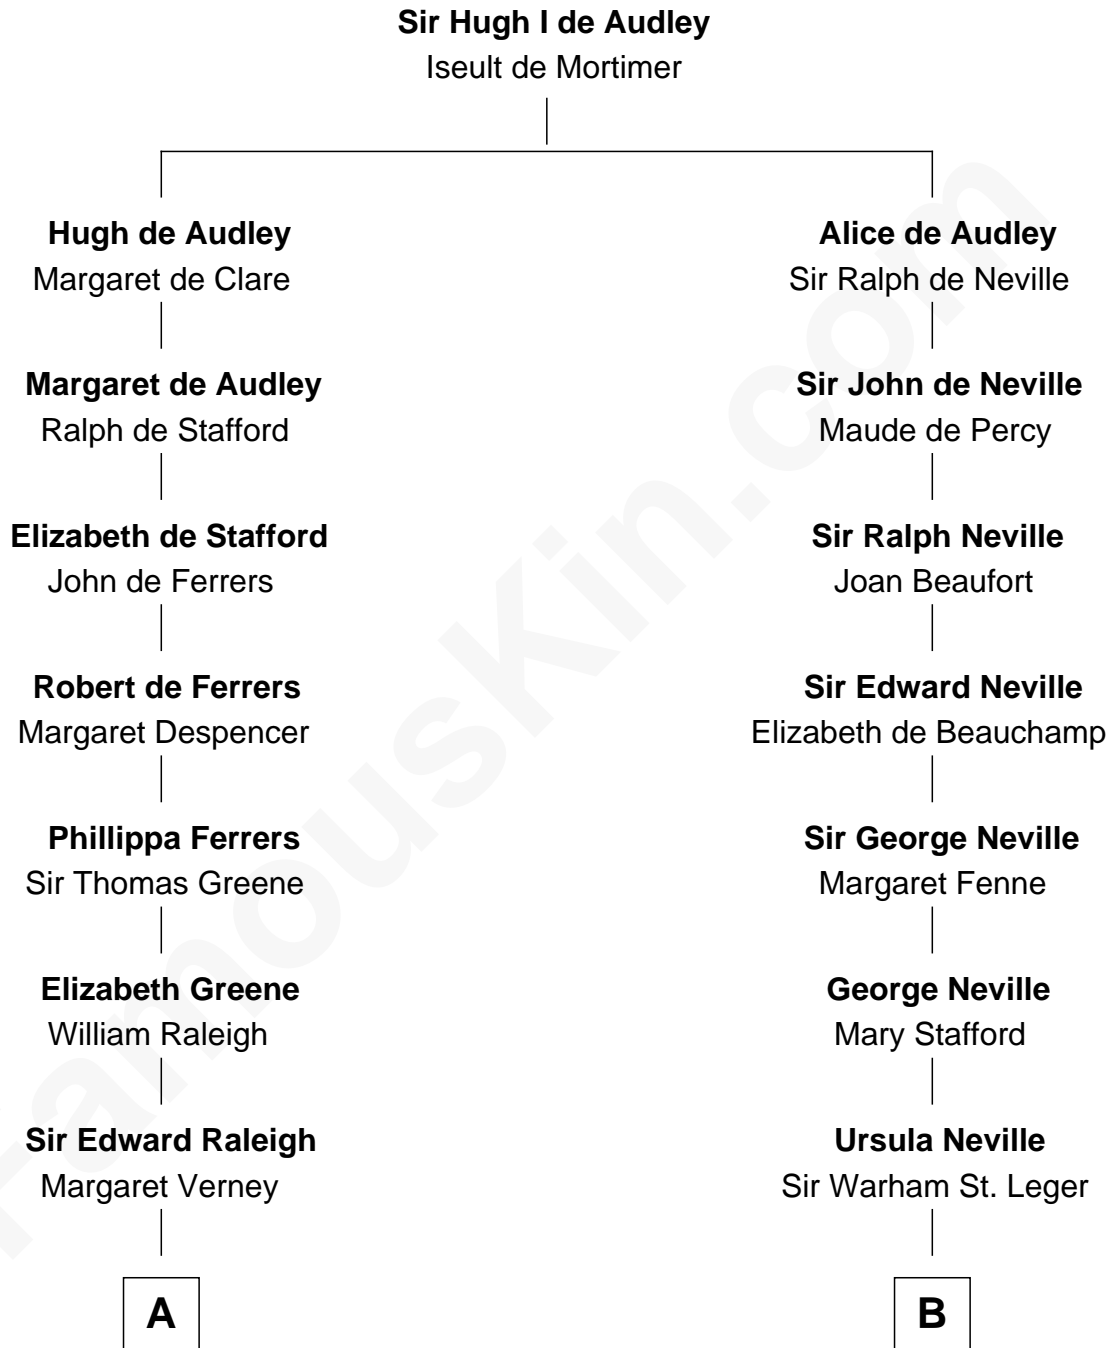 Sir Hugh I de Audley
Iseult de Mortimer
Hugh de Audley
Margaret de Clare
Alice de Audley
Sir Ralph de Neville
Margaret de Audley
Ralph de Stafford
Sir John de Neville
Maude de Percy
Elizabeth de Stafford
John de Ferrers
Sir Ralph Neville
Joan Beaufort
Robert de Ferrers
Margaret Despencer
Sir Edward Neville
Elizabeth de Beauchamp
Phillippa Ferrers
Sir Thomas Greene
Sir George Neville
Margaret Fenne
Elizabeth Greene
William Raleigh
George Neville
Mary Stafford
Sir Edward Raleigh
Margaret Verney
Ursula Neville
Sir Warham St. Leger
A
B
FamousKin.com